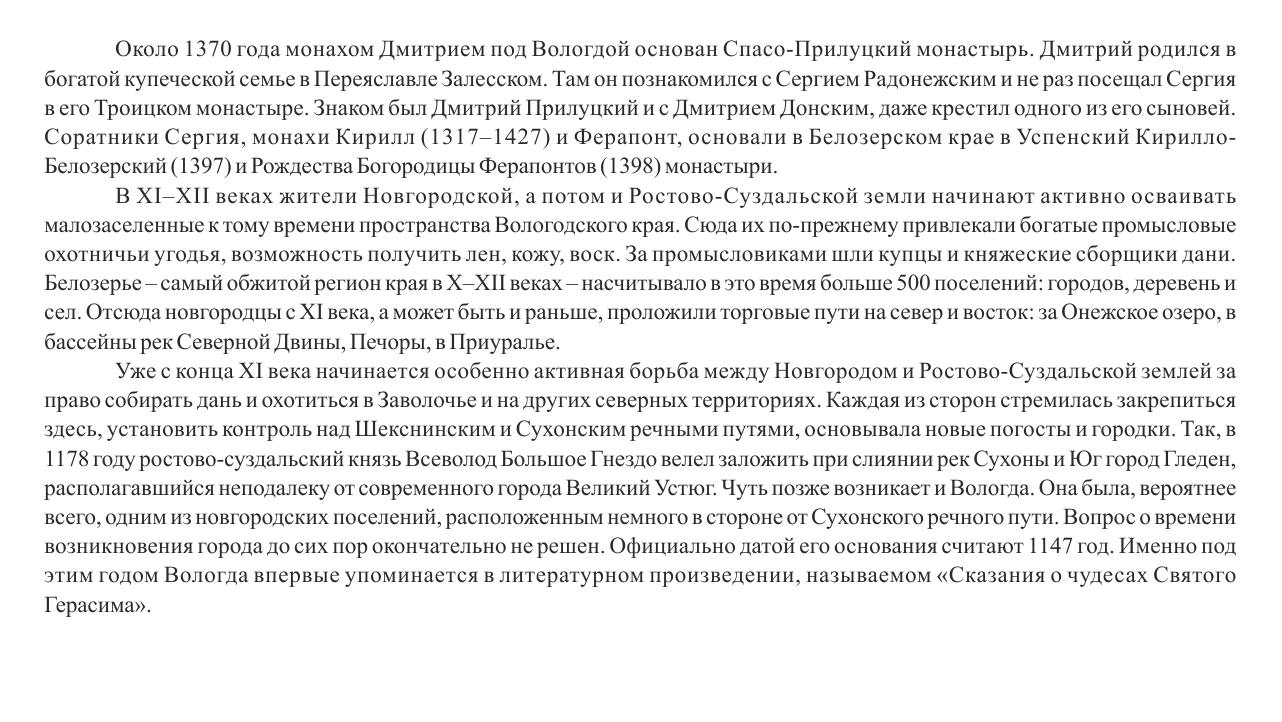 Около 1370 года монахом Дмитрием под Вологдой основан Спасо-Прилуцкий монастырь. Дмитрий родился в
богатой купеческой семье в Переяславле Залесском. Там он познакомился с Сергием Радонежским и не раз посещал Сергия
в его Троицком монастыре. Знаком был Дмитрий Прилуцкий и с Дмитрием Донским, даже крестил одного из его сыновей.
Соратники Сергия, монахи Кирилл (1317–1427) и Ферапонт, основали в Белозерском крае в Успенский Кирилло-
Белозерский (1397) и Рождества Богородицы Ферапонтов (1398) монастыри.
В XI–XII веках жители Новгородской, а потом и Ростово-Суздальской земли начинают активно осваивать
малозаселенные к тому времени пространства Вологодского края. Сюда их по-прежнему привлекали богатые промысловые
охотничьи угодья, возможность получить лен, кожу, воск. За промысловиками шли купцы и княжеские сборщики дани.
Белозерье – самый обжитой регион края в X–XII веках – насчитывало в это время больше 500 поселений: городов, деревень и
сел. Отсюда новгородцы с XI века, а может быть и раньше, проложили торговые пути на север и восток: за Онежское озеро, в
бассейны рек Северной Двины, Печоры, в Приуралье.
Уже с конца XI века начинается особенно активная борьба между Новгородом и Ростово-Суздальской землей за
право собирать дань и охотиться в Заволочье и на других северных территориях. Каждая из сторон стремилась закрепиться
здесь, установить контроль над Шекснинским и Сухонским речными путями, основывала новые погосты и городки. Так, в
1178 году ростово-суздальский князь Всеволод Большое Гнездо велел заложить при слиянии рек Сухоны и Юг город Гледен,
располагавшийся неподалеку от современного города Великий Устюг. Чуть позже возникает и Вологда. Она была, вероятнее
всего, одним из новгородских поселений, расположенным немного в стороне от Сухонского речного пути. Вопрос о времени
возникновения города до сих пор окончательно не решен. Официально датой его основания считают 1147 год. Именно под
этим годом Вологда впервые упоминается в литературном произведении, называемом «Сказания о чудесах Святого
Герасима».